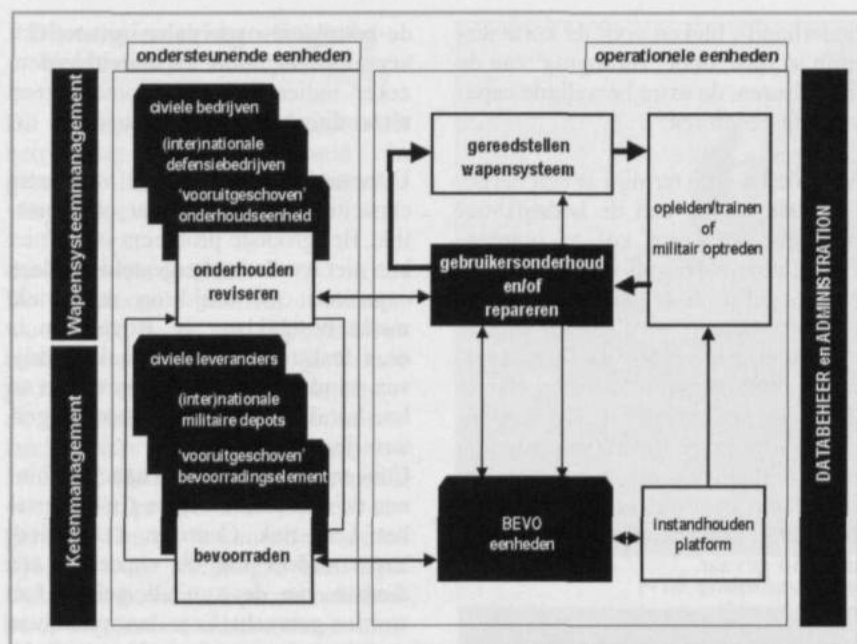 ondersteunende eenheden
operationele eenheden
Wapensysteemmanagement
civiele bedrijven
(inter)nationale
defensiebedrijven
'vooruitgeschoven'
onderhoudseenheid
onderhouden
reviseren
gereedstellen
wapensysteem
gebruikersonderhoud
en/of
repareren
opleiden/trainen
of
militair optreden
Ketenmanagement
civiele leveranciers
(inter)nationale
militaire depots
'vooruitgeschoven'
bevoorradingselement
bevoorraden
BEVO
eenheden
Instandhouden
platform
DATABEHEER en ADMINISTRATION